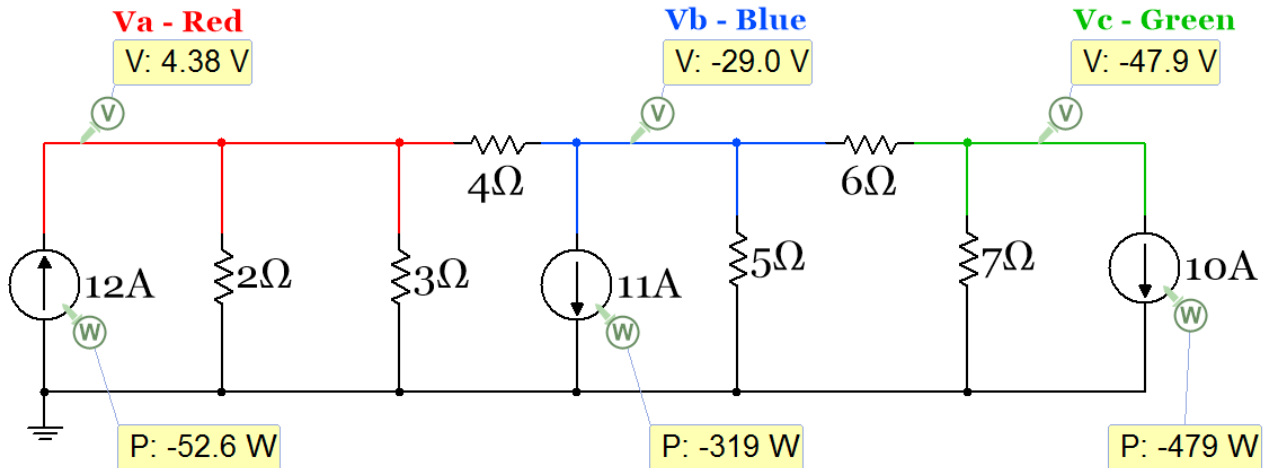 Va - Red
Vb - Blue
Vc - Green
V: 4.38 V
V: -29.0 V
V: -47.9 V
V
V
V
4Ω
6Ω
12A
2Ω
3Ω
11A
5Ω
7Ω
10A
W
W
W
P: -52.6 W
P: -319 W
P: -479 W